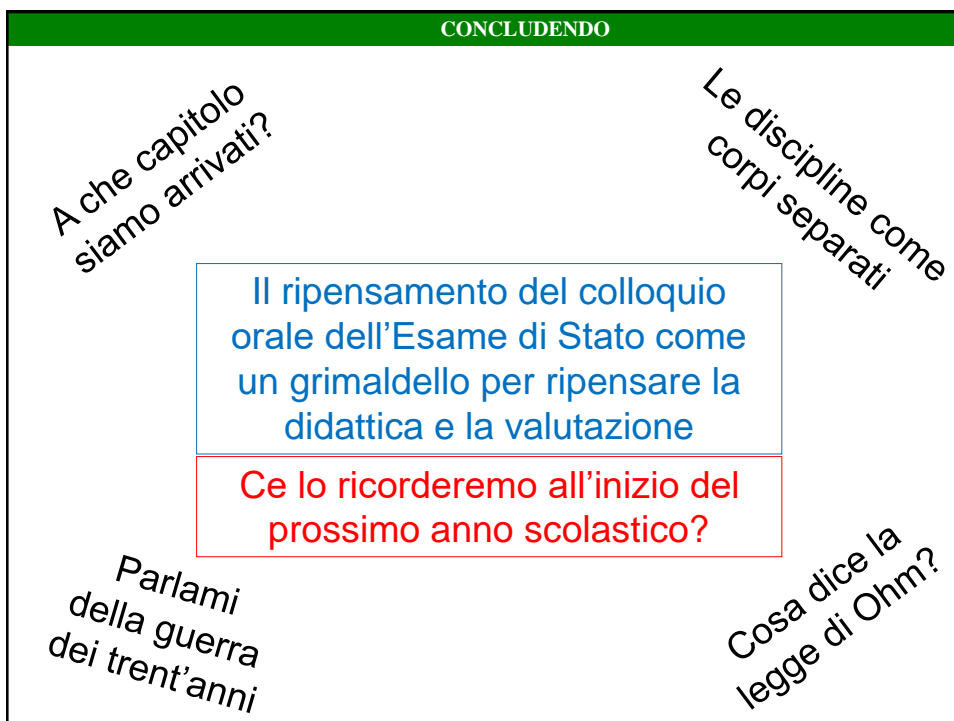 CONCLUDENDO
A che capitolo
siamo arrivati?
Le discipline come
corpi separati
Il ripensamento del colloquio
orale dell’Esame di Stato come
un grimaldello per ripensare la
didattica e la valutazione
Ce lo ricorderemo all’inizio del
prossimo anno scolastico?
Parlami
della guerra
dei trent’anni
Cosa dice la
legge di Ohm?